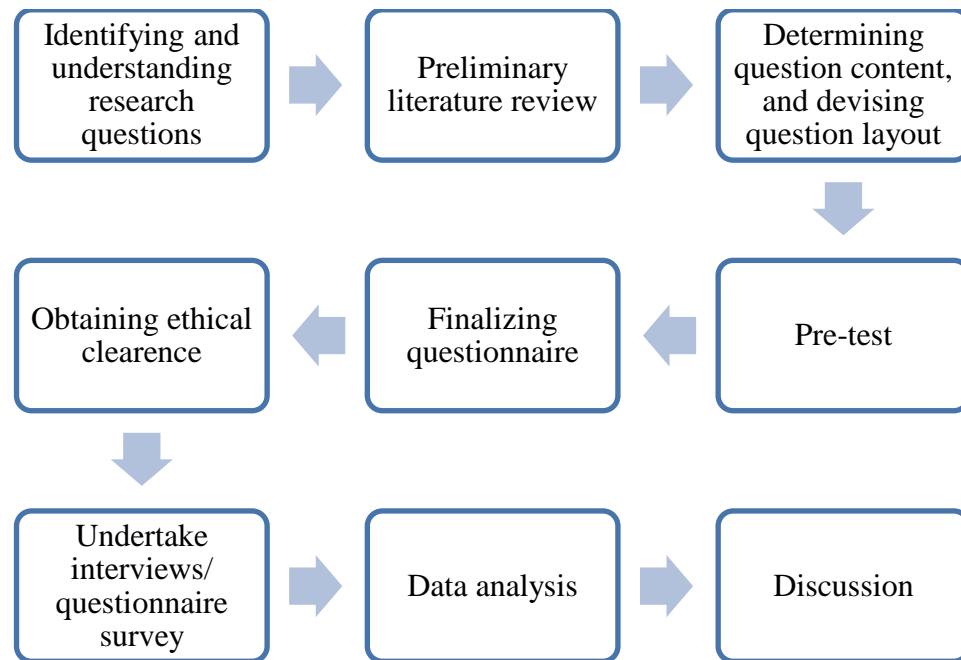 Identifying and
understanding
research
questions
Preliminary
literature review
Determining
question content,
and devising
question layout
Pre-test
Finalizing
questionnaire
Obtaining ethical
clearence
Undertake
interviews/
questionnaire
survey
Data analysis
Discussion